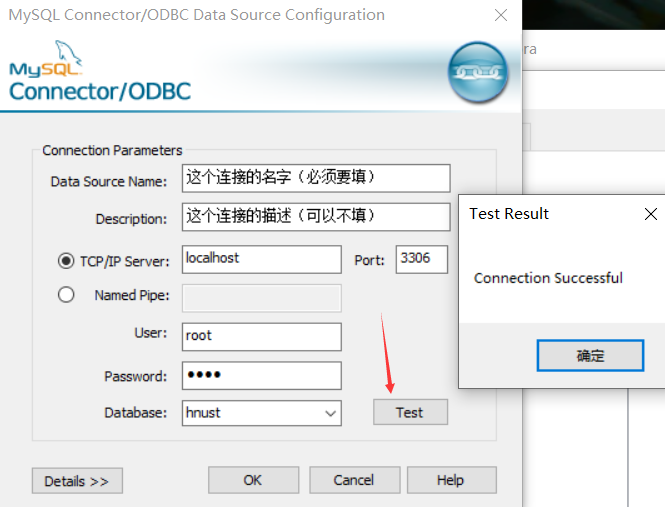 MySQL Connector/ODBC Data Source Configuration
ra
MySQL
Connector/ODBC
Connection Parameters
Data Source Name: 这个连接的名字（必须要填）
Description: 这个连接的描述（可以不填）
TCP/IP Server: localhost Port: 3306
Named Pipe:
User: root
Password: ••••
Database: hnust Test
Details >> OK Cancel Help
Test Result
Connection Successful
确定